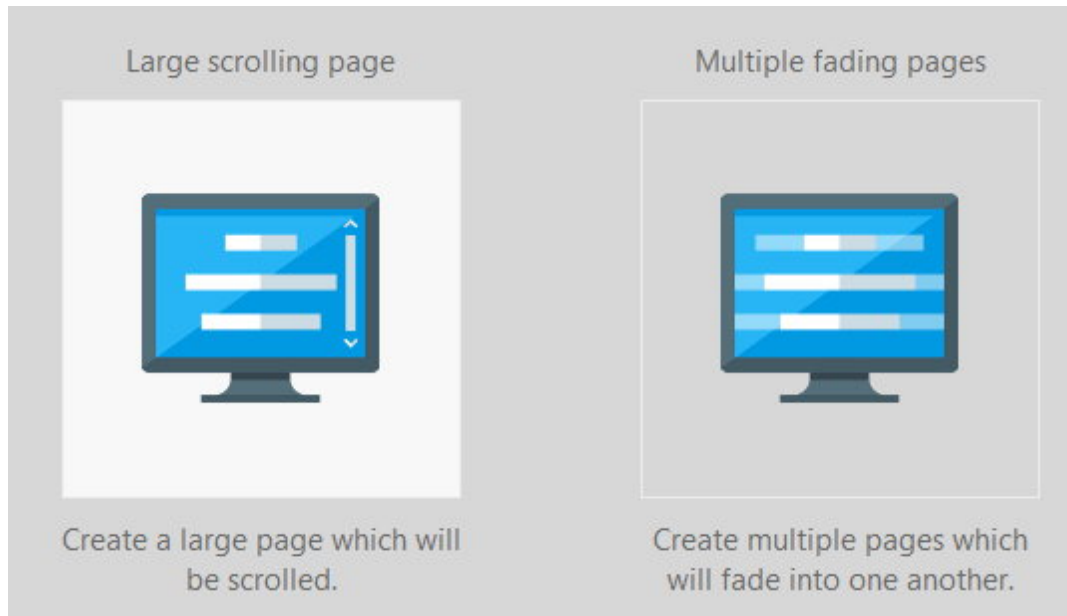 Large scrolling page
Create a large page which will
be scrolled.
Multiple fading pages
Create multiple pages which
will fade into one another.